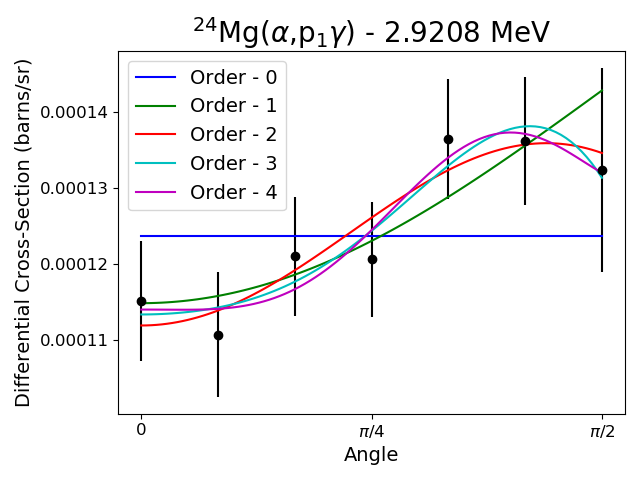 ²⁴Mg(α,p₁γ) - 2.9208 MeV
Differential Cross-Section (barns/sr)
0.00014
0.00013
0.00012
0.00011
Order - 0
Order - 1
Order - 2
Order - 3
Order - 4
0 π/4 π/2
Angle